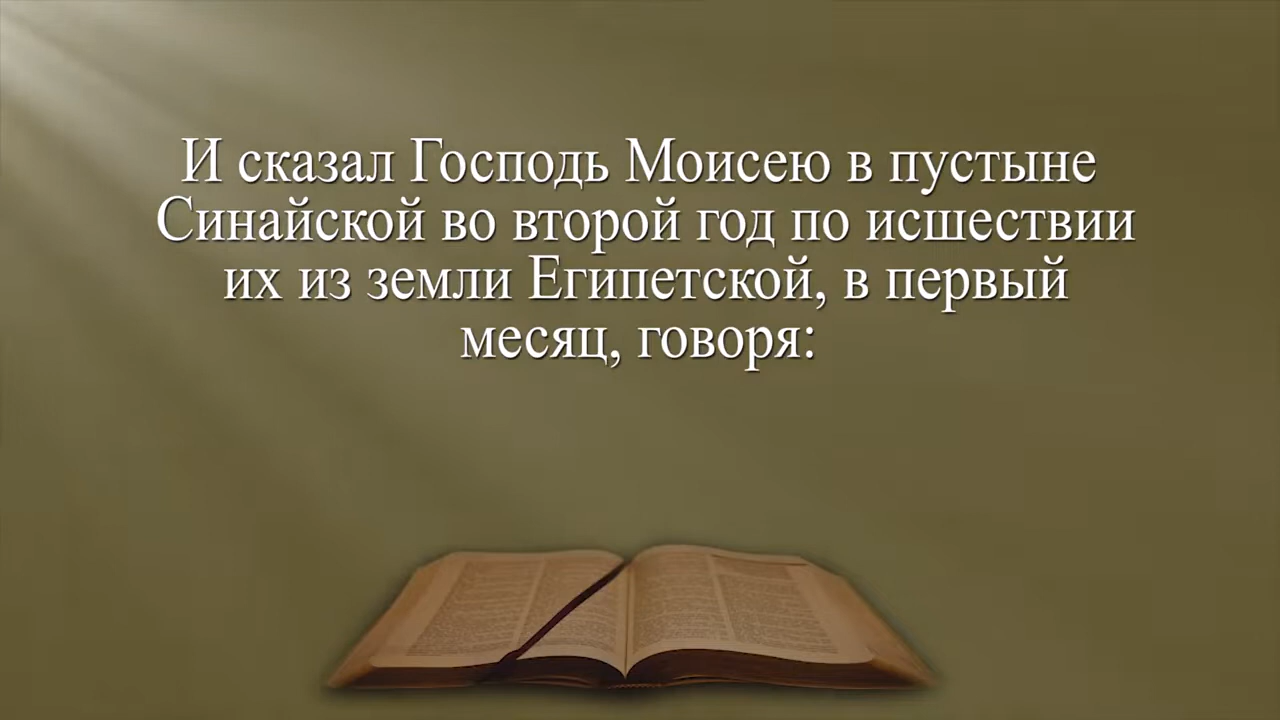 И сказал Господь Моисею в пустыне
Синайской во второй год по исшествии
их из земли Египетской, в первый
месяц, говоря: